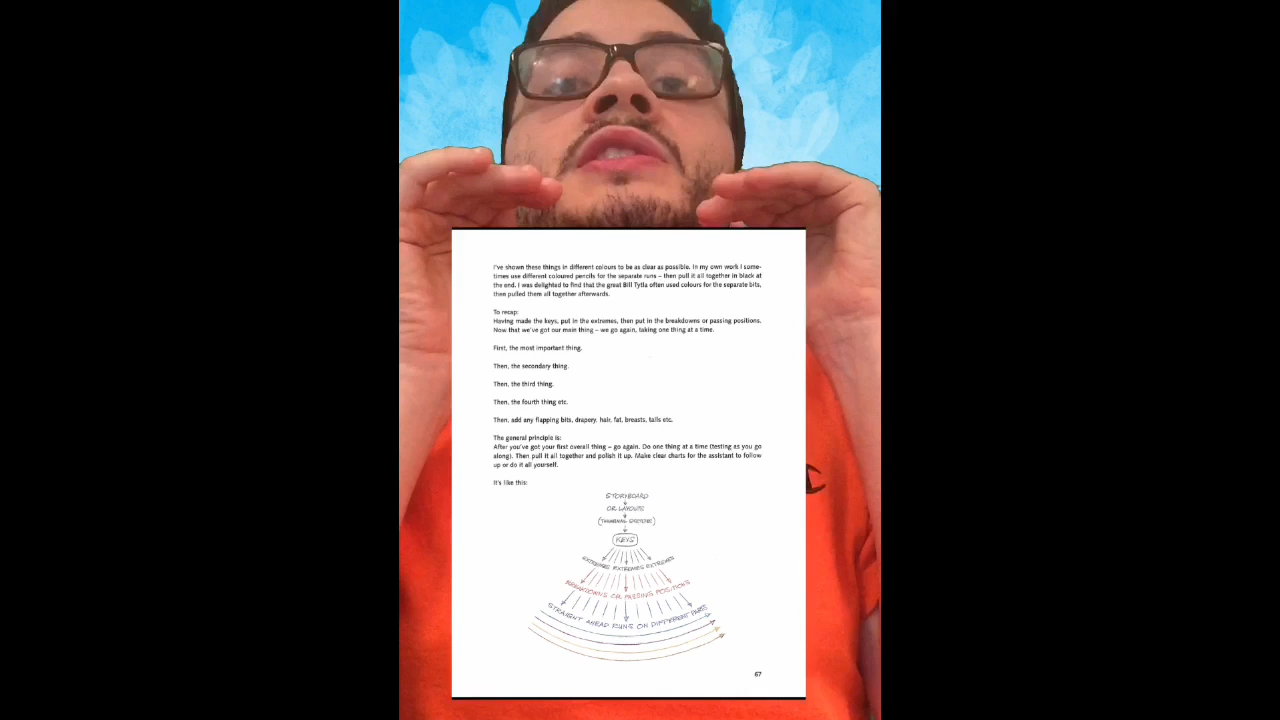 I've shown these things in different colours to be as clear as possible. In my own work I some-
times use different coloured pencils for the separate runs – then pull it all together in black at
the end. I was delighted to find that the great Bill Tytla often used colours for the separate bits,
then pulled them all together afterwards.
To recap:
Having made the keys, put in the extremes, then put in the breakdowns or passing positions.
Now that we've got our main thing – we go again, taking one thing at a time.
First, the most important thing.
Then, the secondary thing.
Then, the third thing.
Then, the fourth thing etc.
Then, add any flapping bits, drapery, hair, fat, breasts, tails etc.
The general principle is:
After you've got your first overall thing – go again. Do one thing at a time (testing as you go
along). Then pull it all together and polish it up. Make clear charts for the assistant to follow
up or do it all yourself.
It's like this:
STORYBOARD
OR LAYOUTS
(THUMBNAIL SKETCHES)
KEYS
EXTREMES EXTREMES EXTREMES
BREAKDOWNS OR PASSING POSITIONS
STRAIGHT AHEAD RUNS ON DIFFERENT PARTS
67